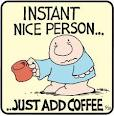 INSTANT
NICE PERSON...
...JUST ADD COFFEE